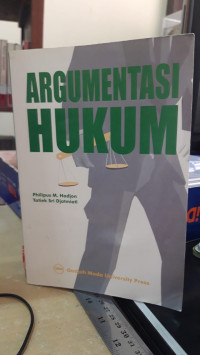 ARGUMENTASI
HUKUM
Philipus M. Hadjon
Tatiek Sri Djatmiati
Gadjah Mada University Press